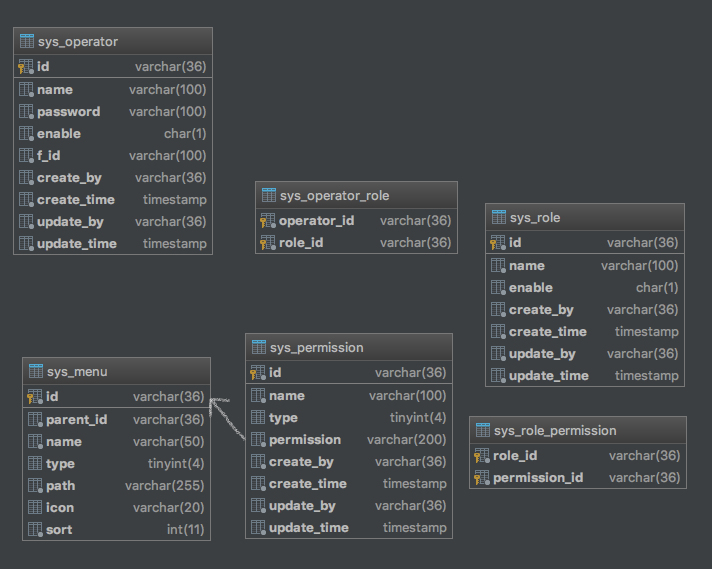 sys_operator
id varchar(36)
name varchar(100)
password varchar(100)
enable char(1)
f_id varchar(100)
create_by varchar(36)
create_time timestamp
update_by varchar(36)
update_time timestamp
sys_operator_role
operator_id varchar(36)
role_id varchar(36)
sys_role
id varchar(36)
name varchar(100)
enable char(1)
create_by varchar(36)
create_time timestamp
update_by varchar(36)
update_time timestamp
sys_menu
id varchar(36)
parent_id varchar(36)
name varchar(50)
type tinyint(4)
path varchar(255)
icon varchar(20)
sort int(11)
sys_permission
id varchar(36)
name varchar(100)
type tinyint(4)
permission varchar(200)
create_by varchar(36)
create_time timestamp
update_by varchar(36)
update_time timestamp
sys_role_permission
role_id varchar(36)
permission_id varchar(36)